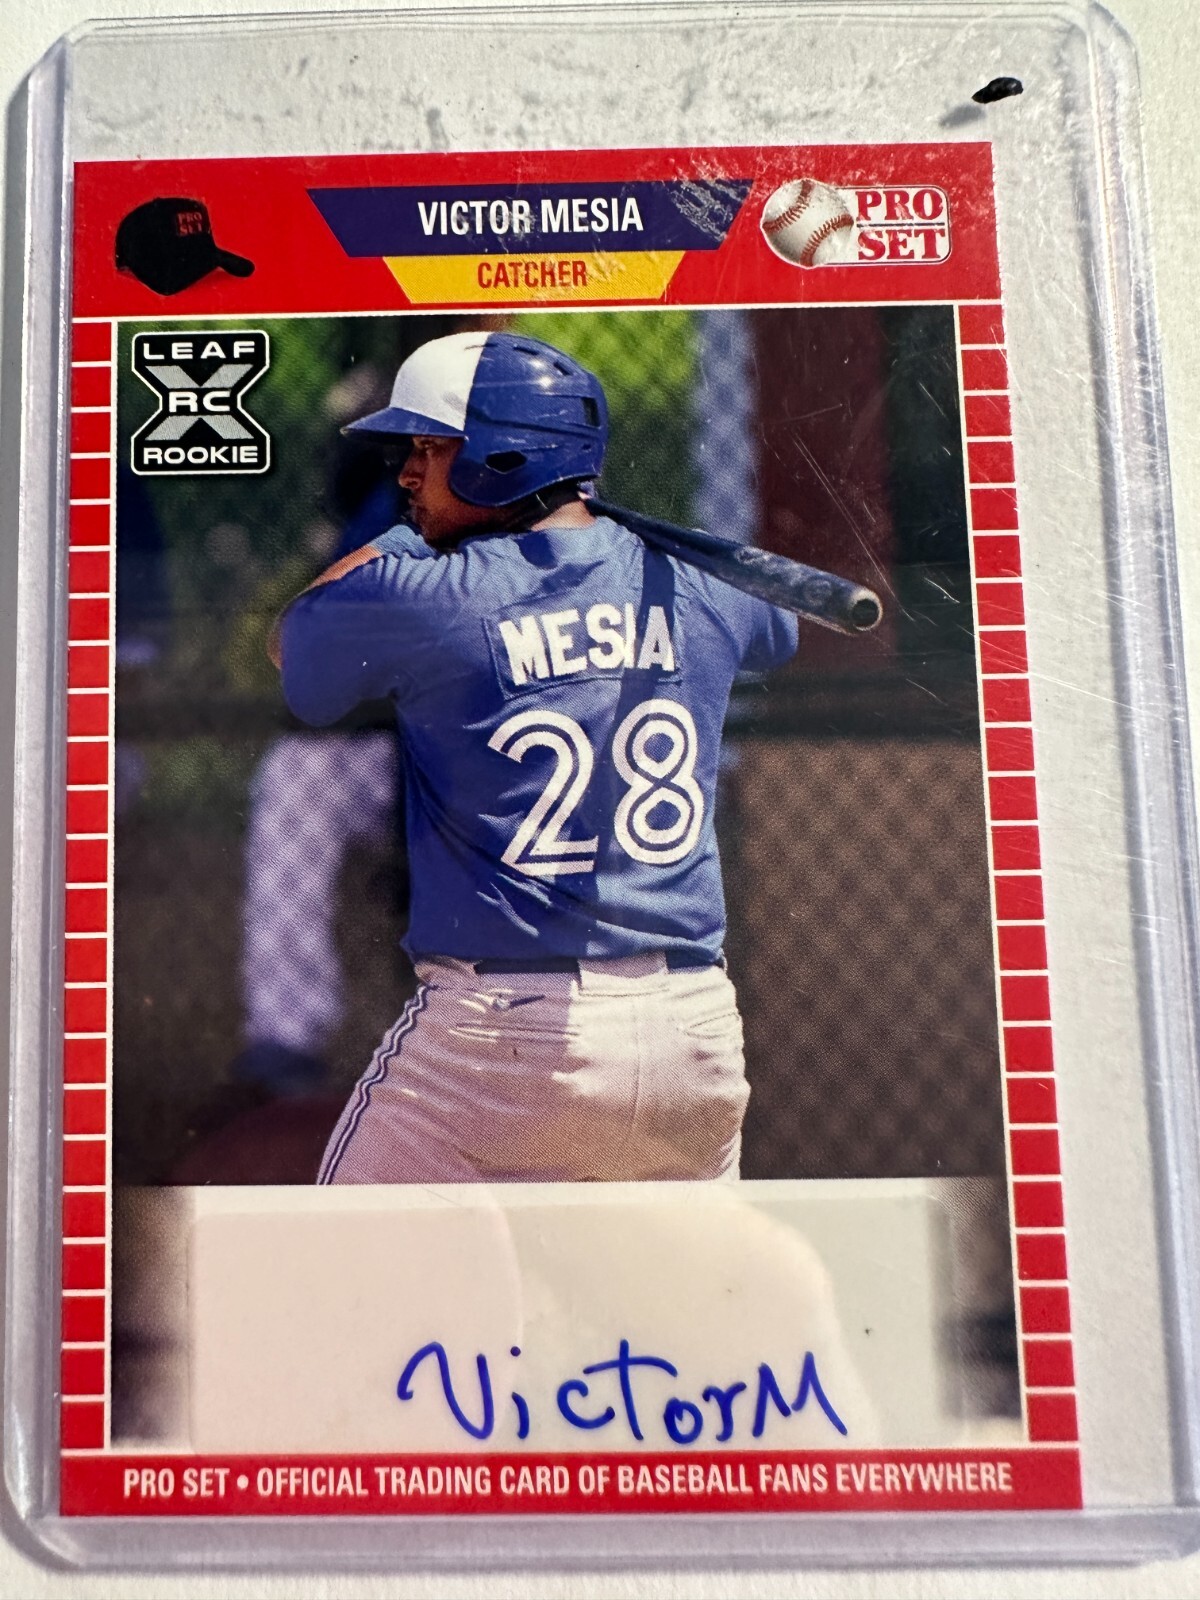 VICTOR MESIA
CATCHER
PRO
SET
PRO
SET
LEAF
RC
ROOKIE
MESIA
28
Victor M
PRO SET • OFFICIAL TRADING CARD OF BASEBALL FANS EVERYWHERE